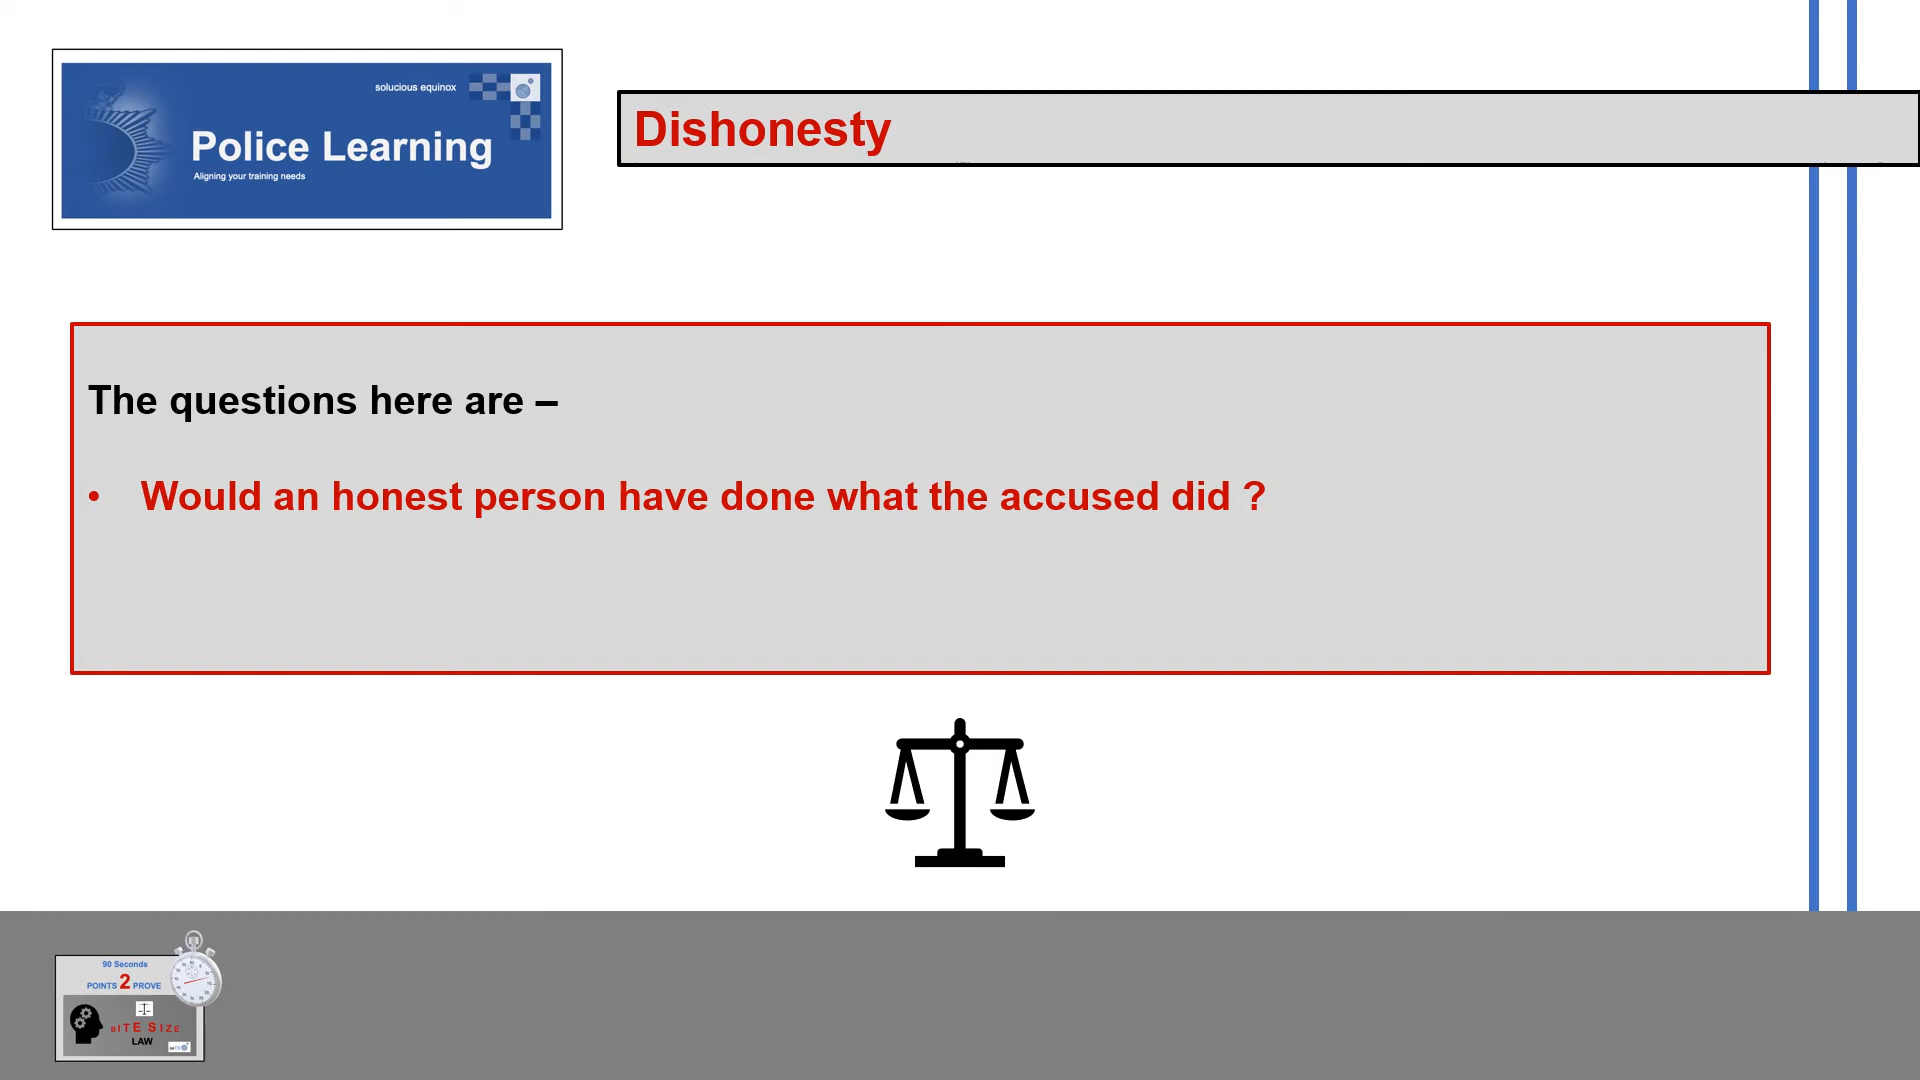 solucious equinox
Police Learning
Aligning your training needs
Dishonesty
The questions here are –
• Would an honest person have done what the accused did ?
90 Seconds
POINTS 2 PROVE
BITE SIZE
LAW